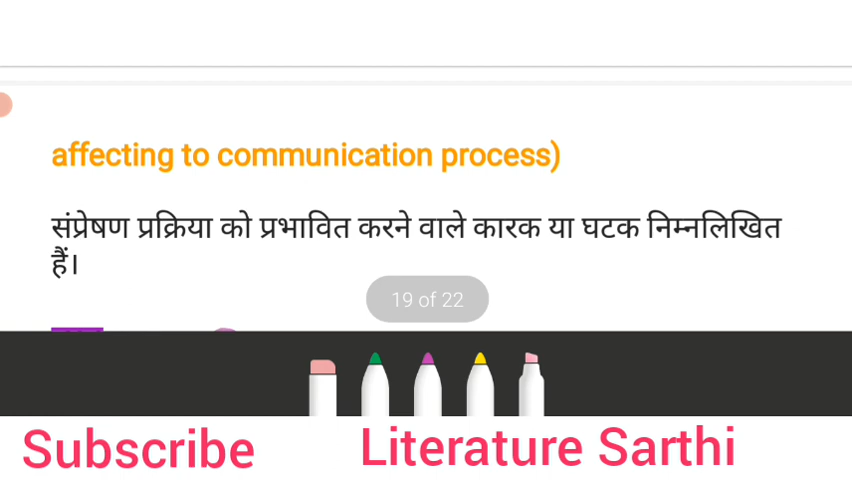 affecting to communication process)
संप्रेषण प्रक्रिया को प्रभावित करने वाले कारक या घटक निम्नलिखित
हैं।
19 of 22
Subscribe Literature Sarthi